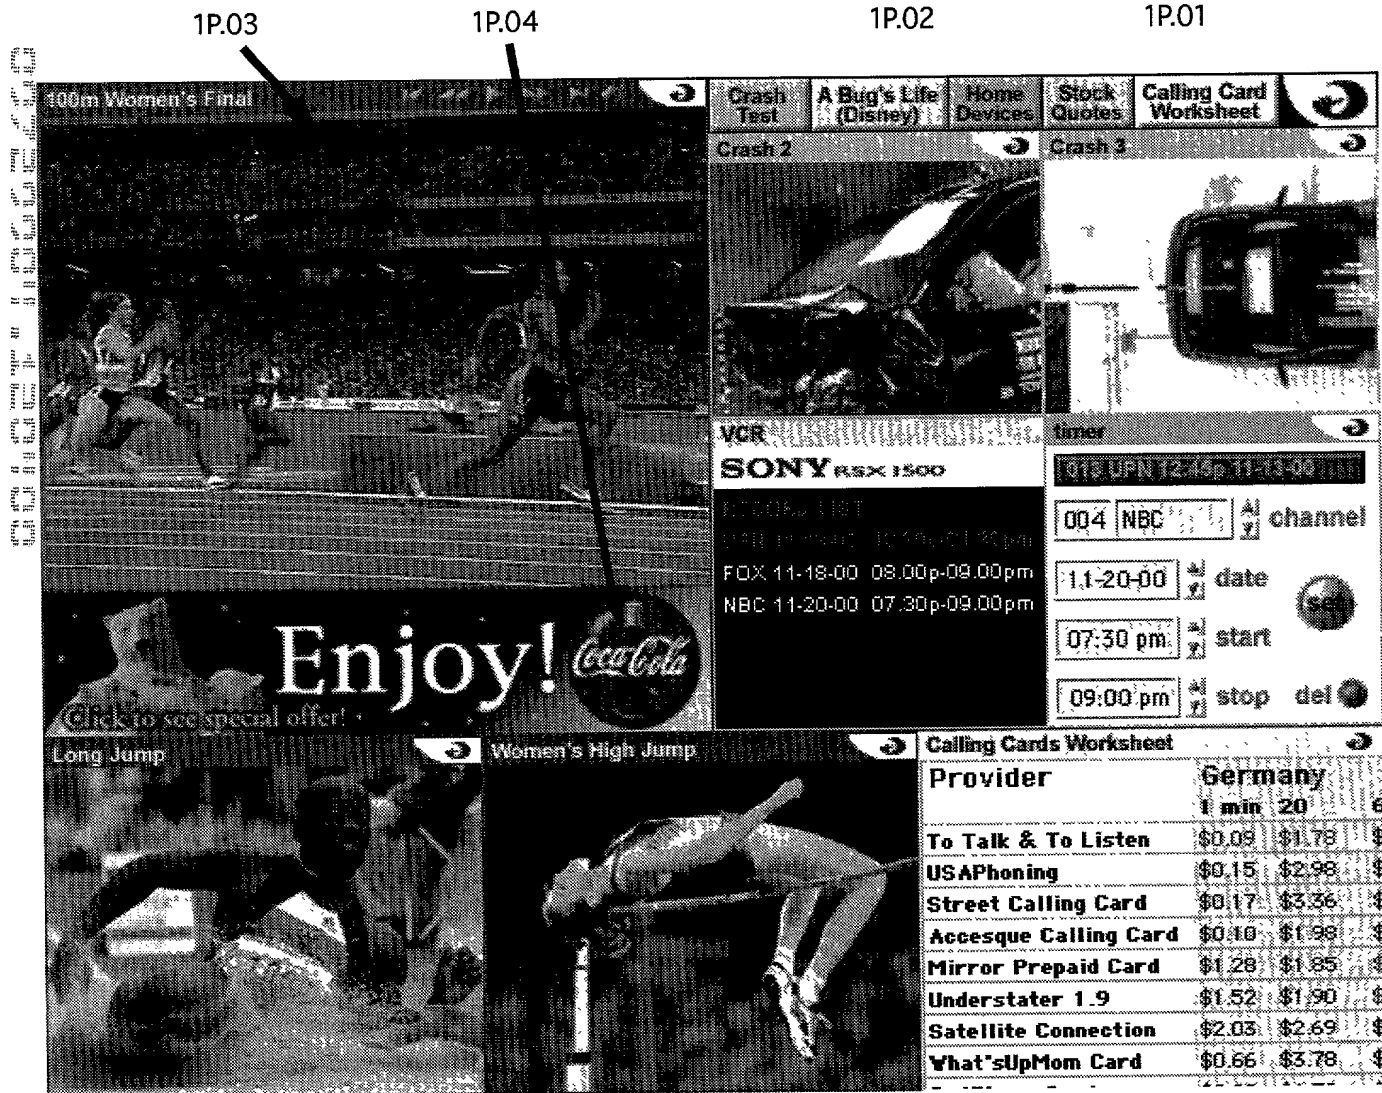 1P.03
1P.04
1P.02
1P.01
100m Women's Final
Crash Test
A Bug's Life (Disney)
Home Devices
Stock Quotes
Calling Card Worksheet
Crash 2
Crash 3
VCR
SONY RSX 1500
RECORD LIST
FOX 11-18-00 08.00p-09.00pm
NBC 11-20-00 07.30p-09.00pm
timer
013 UPN
004 NBC channel
11-20-00 date
set
07:30 pm start
09:00 pm stop del
Enjoy!
Coca-Cola
Click to see special offer!
Long Jump
Women's High Jump
Calling Cards Worksheet
Provider Germany
1 min 20 6
To Talk & To Listen $0.09 $1.78 $
USAPhoning $0.15 $2.98 $
Street Calling Card $0.17 $3.36 $
Accesque Calling Card $0.10 $1.98 $
Mirror Prepaid Card $1.28 $1.85 $
Understater 1.9 $1.52 $1.90 $
Satellite Connection $2.03 $2.69 $
What'sUpMom Card $0.66 $3.78 $